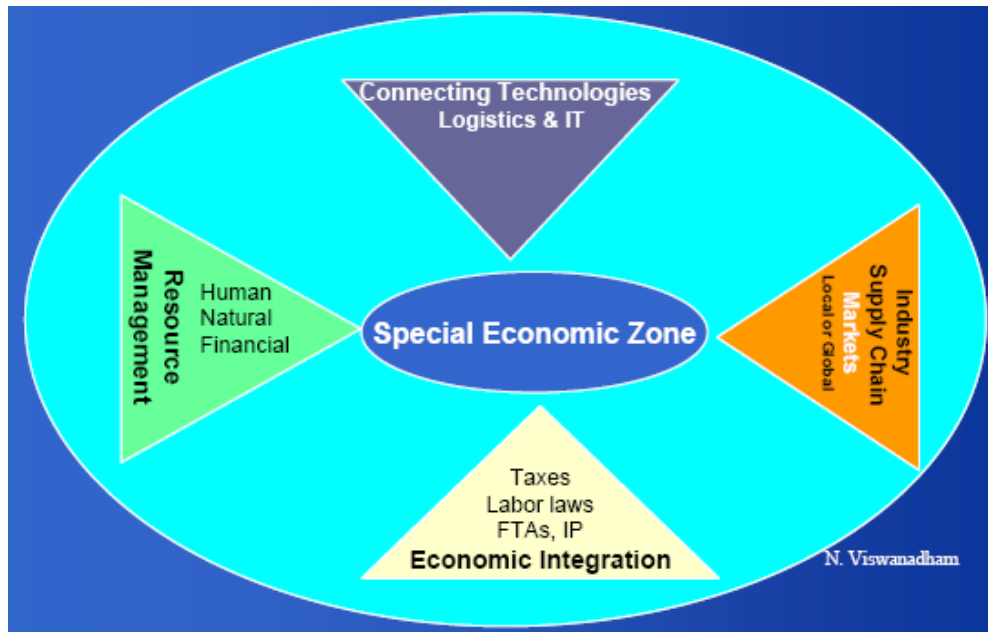 Connecting Technologies
Logistics & IT
Resource
Management
Human
Natural
Financial
Special Economic Zone
Industry
Supply Chain
Markets
Local or Global
Taxes
Labor laws
FTAs, IP
Economic Integration
N. Viswanadham